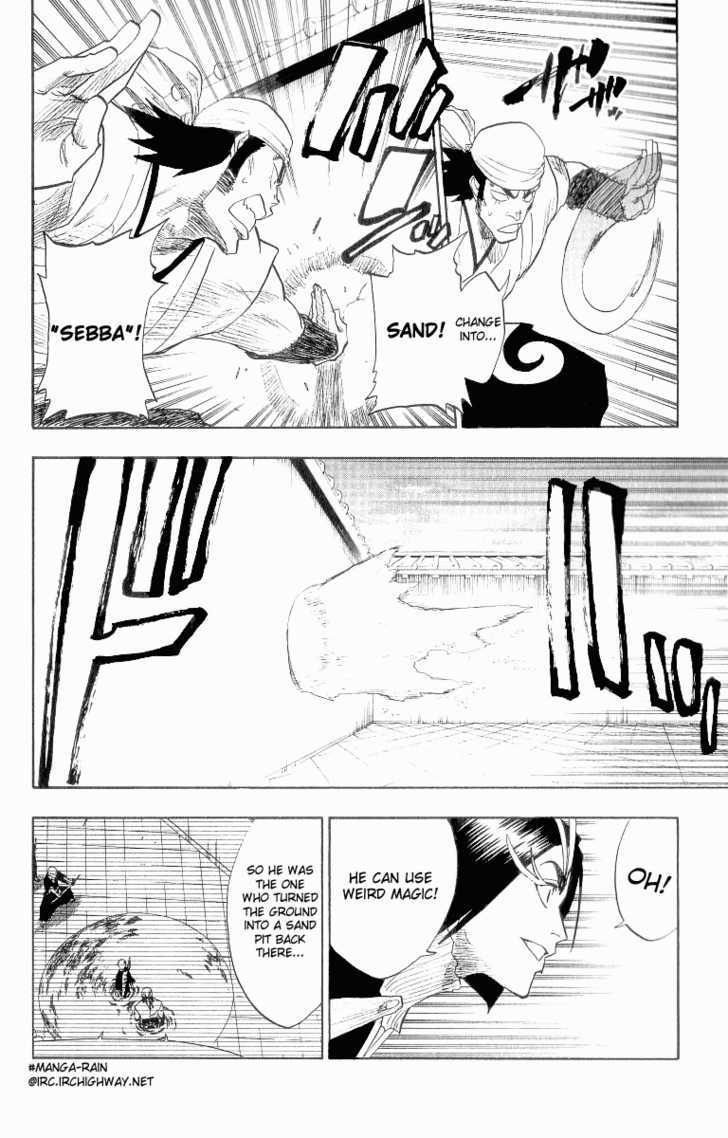 CHANGE
INTO...
SAND!
"SEBBA"!
OH!
HE CAN USE
WEIRD MAGIC!
SO HE WAS
THE ONE
WHO TURNED
THE GROUND
INTO A SAND
PIT BACK
THERE...
#MANGA-RAIN
@IRC.IRCHIGHWAY.NET